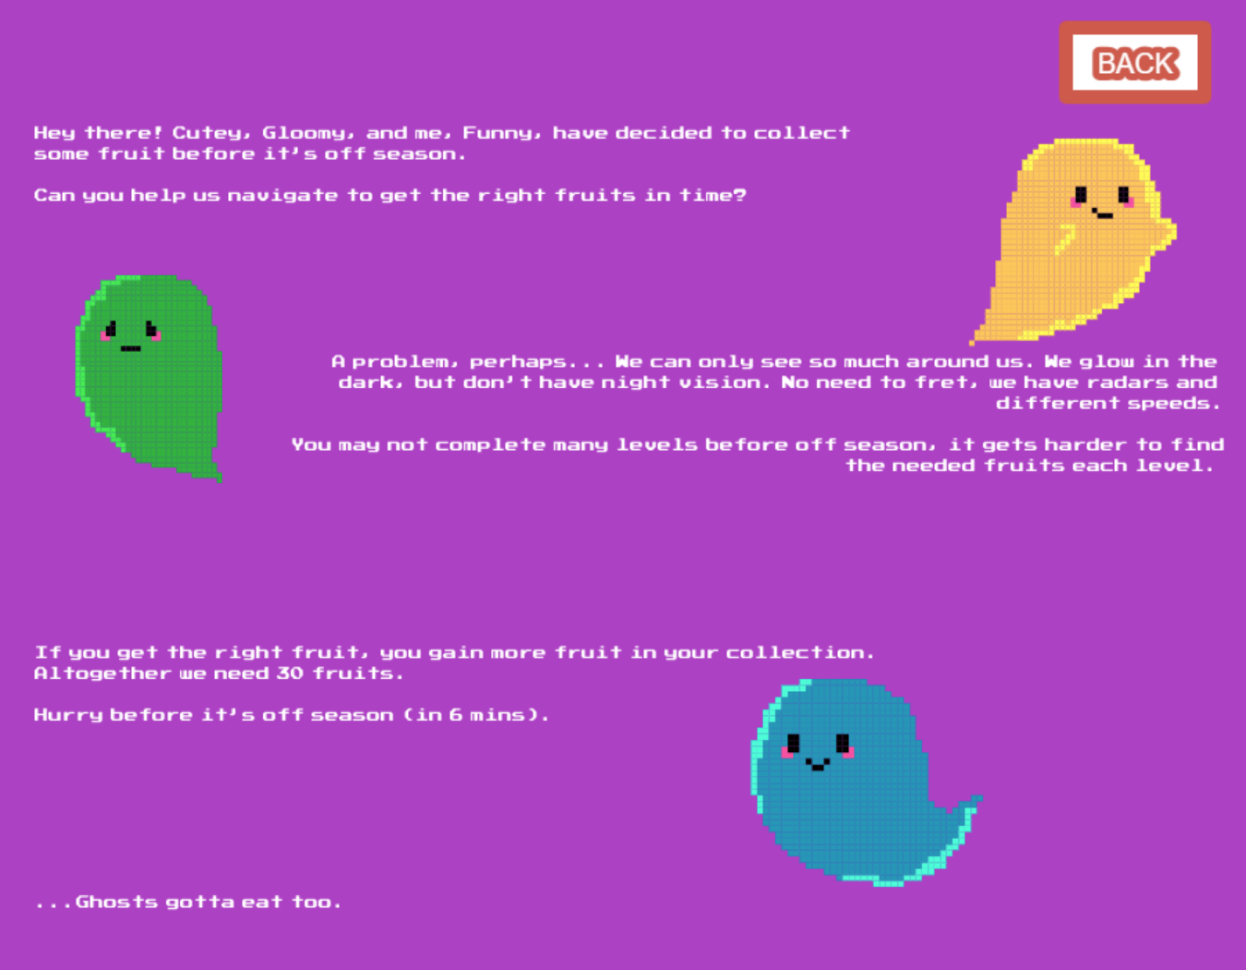 BACK
Hey there! Cutey, Gloomy, and me, Funny, have decided to collect
some fruit before it's off season.
Can you help us navigate to get the right fruits in time?
A problem, perhaps... We can only see so much around us. We glow in the
dark, but don't have night vision. No need to fret, we have radars and
different speeds.
You may not complete many levels before off season, it gets harder to find
the needed fruits each level.
If you get the right fruit, you gain more fruit in your collection.
Altogether we need 30 fruits.
Hurry before it's off season (in 6 mins).
...Ghosts gotta eat too.